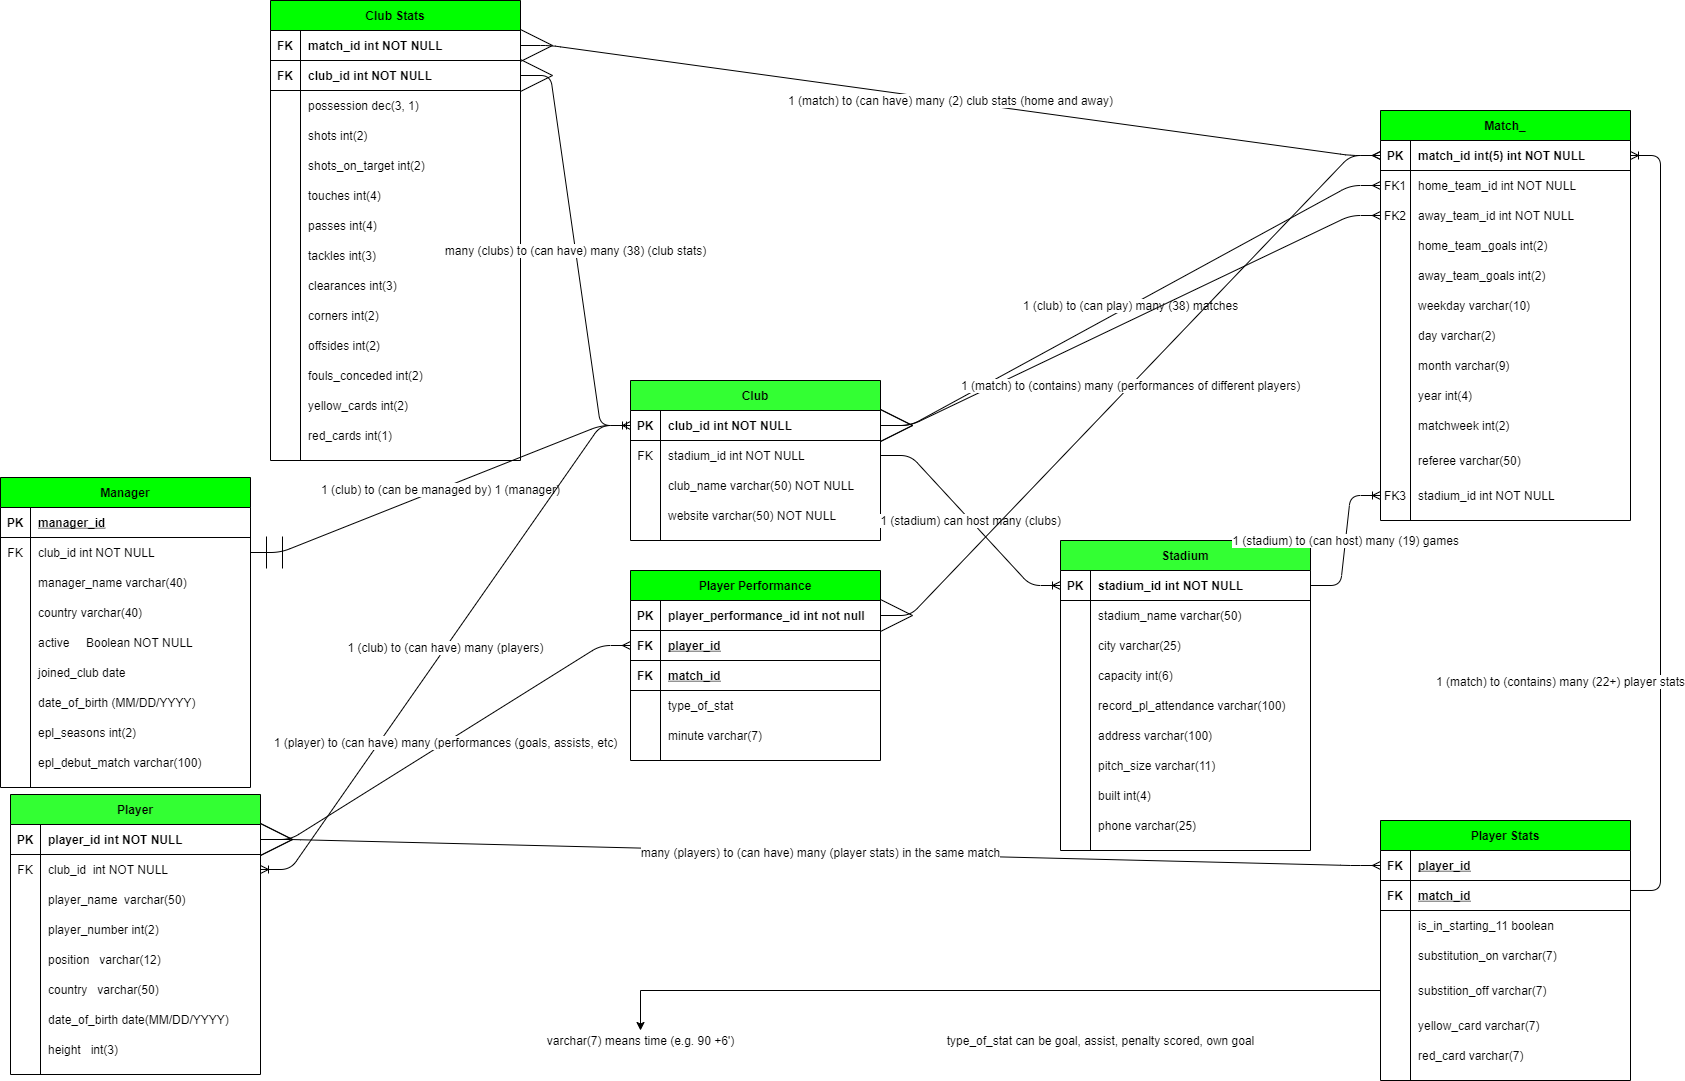 Club Stats
FK match_id int NOT NULL
FK club_id int NOT NULL
possession dec(3, 1)
shots int(2)
shots_on_target int(2)
touches int(4)
passes int(4)
tackles int(3)
clearances int(3)
corners int(2)
offsides int(2)
fouls_conceded int(2)
yellow_cards int(2)
red_cards int(1)
1 (match) to (can have) many (2) club stats (home and away)
many (clubs) to (can have) many (38) (club stats)
Match_
PK match_id int(5) int NOT NULL
FK1 home_team_id int NOT NULL
FK2 away_team_id int NOT NULL
home_team_goals int(2)
away_team_goals int(2)
weekday varchar(10)
day varchar(2)
month varchar(9)
year int(4)
matchweek int(2)
referee varchar(50)
FK3 stadium_id int NOT NULL
1 (club) to (can play) many (38) matches
1 (match) to (contains) many (performances of different players)
Club
PK club_id int NOT NULL
FK stadium_id int NOT NULL
club_name varchar(50) NOT NULL
website varchar(50) NOT NULL
1 (club) to (can be managed by) 1 (manager)
1 (stadium) can host many (clubs)
1 (stadium) to (can host) many (19) games
Manager
PK manager_id
FK club_id int NOT NULL
manager_name varchar(40)
country varchar(40)
active Boolean NOT NULL
joined_club date
date_of_birth (MM/DD/YYYY)
epl_seasons int(2)
epl_debut_match varchar(100)
Player Performance
PK player_performance_id int not null
FK player_id
FK match_id
type_of_stat
minute varchar(7)
Stadium
PK stadium_id int NOT NULL
stadium_name varchar(50)
city varchar(25)
capacity int(6)
record_pl_attendance varchar(100)
address varchar(100)
pitch_size varchar(11)
built int(4)
phone varchar(25)
1 (club) to (can have) many (players)
1 (match) to (contains) many (22+) player stats
1 (player) to (can have) many (performances (goals, assists, etc)
Player
PK player_id int NOT NULL
FK club_id int NOT NULL
player_name varchar(50)
player_number int(2)
position varchar(12)
country varchar(50)
date_of_birth date(MM/DD/YYYY)
height int(3)
many (players) to (can have) many (player stats) in the same match
Player Stats
FK player_id
FK match_id
is_in_starting_11 boolean
substitution_on varchar(7)
substition_off varchar(7)
yellow_card varchar(7)
red_card varchar(7)
varchar(7) means time (e.g. 90 +6')
type_of_stat can be goal, assist, penalty scored, own goal